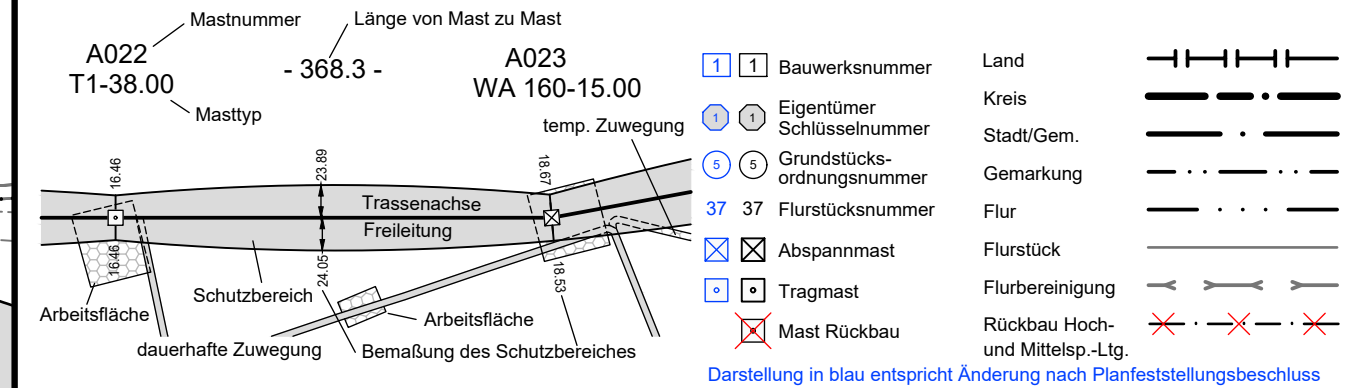 Mastnummer
Länge von Mast zu Mast
A022
T1-38.00
- 368.3 -
A023
WA 160-15.00
Masttyp
temp. Zuwegung
16.46
23.89
18.67
Trassenachse
Freileitung
16.46
24.05
18.53
Schutzbereich
Arbeitsfläche
Arbeitsfläche
dauerhafte Zuwegung
Bemaßung des Schutzbereiches
1 1 Bauwerksnummer
1 1 Eigentümer
Schlüsselnummer
5 5 Grundstücks-
ordnungsnummer
37 37 Flurstücksnummer
Abspannmast
Tragmast
Mast Rückbau
Land
Kreis
Stadt/Gem.
Gemarkung
Flur
Flurstück
Flurbereinigung
Rückbau Hoch-
und Mittelsp.-Ltg.
Darstellung in blau entspricht Änderung nach Planfeststellungsbeschluss